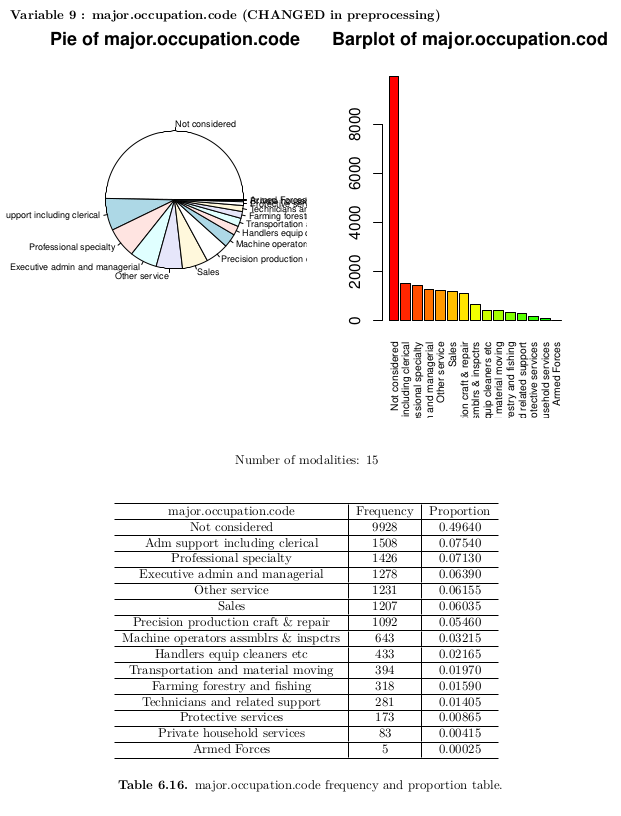 Variable 9 : major.occupation.code (CHANGED in preprocessing)
Pie of major.occupation.code
Barplot of major.occupation.cod
Not considered
upport including clerical
Professional specialty
Executive admin and managerial
Other service
Sales
Precision production
Machine operators
Handlers equip
Transportation
Farming forest
Technicians an
Armed Forces
8000
6000
4000
2000
0
Not considered
including clerical
ssional specialty
n and managerial
Other service
Sales
ion craft & repair
smblrs & inspctrs
quip cleaners etc
material moving
restry and fishing
d related support
otective services
usehold services
Armed Forces
Number of modalities: 15
major.occupation.code Frequency Proportion
Not considered 9928 0.49640
Adm support including clerical 1508 0.07540
Professional specialty 1426 0.07130
Executive admin and managerial 1278 0.06390
Other service 1231 0.06155
Sales 1207 0.06035
Precision production craft & repair 1092 0.05460
Machine operators assmblrs & inspctrs 643 0.03215
Handlers equip cleaners etc 433 0.02165
Transportation and material moving 394 0.01970
Farming forestry and fishing 318 0.01590
Technicians and related support 281 0.01405
Protective services 173 0.00865
Private household services 83 0.00415
Armed Forces 5 0.00025
Table 6.16. major.occupation.code frequency and proportion table.